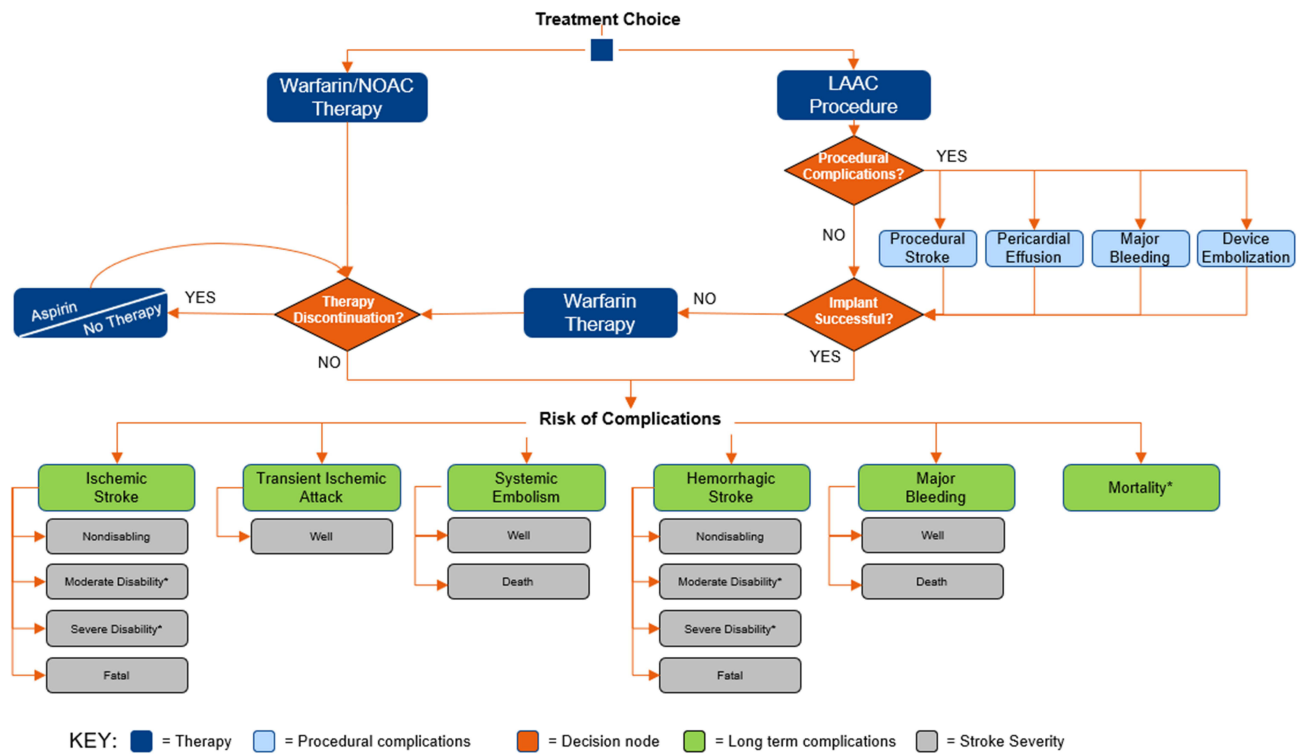 Treatment Choice
Warfarin/NOAC
Therapy
LAAC
Procedure
Procedural
Complications?
YES
NO
Procedural
Stroke
Pericardial
Effusion
Major
Bleeding
Device
Embolization
Aspirin
No Therapy
YES
Therapy
Discontinuation?
NO
Warfarin
Therapy
NO
Implant
Successful?
YES
Risk of Complications
Ischemic
Stroke
Nondisabling
Moderate Disability*
Severe Disability*
Fatal
Transient Ischemic
Attack
Well
Systemic
Embolism
Well
Death
Hemorrhagic
Stroke
Nondisabling
Moderate Disability*
Severe Disability*
Fatal
Major
Bleeding
Well
Death
Mortality*
KEY: = Therapy = Procedural complications = Decision node = Long term complications = Stroke Severity